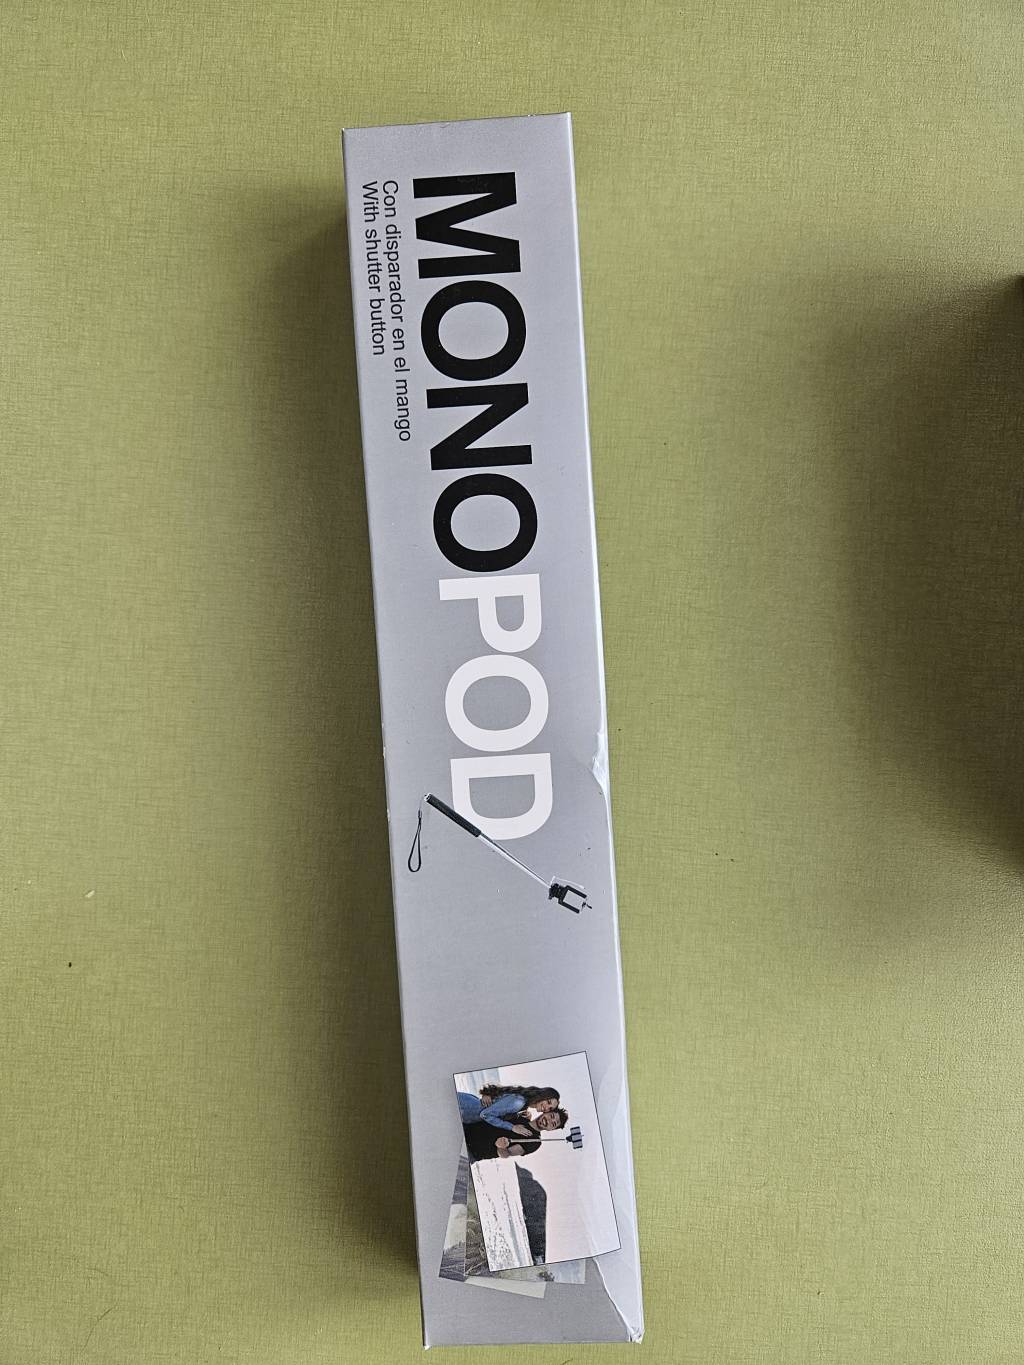 MONOPOD
Con disparador en el mango
With shutter button